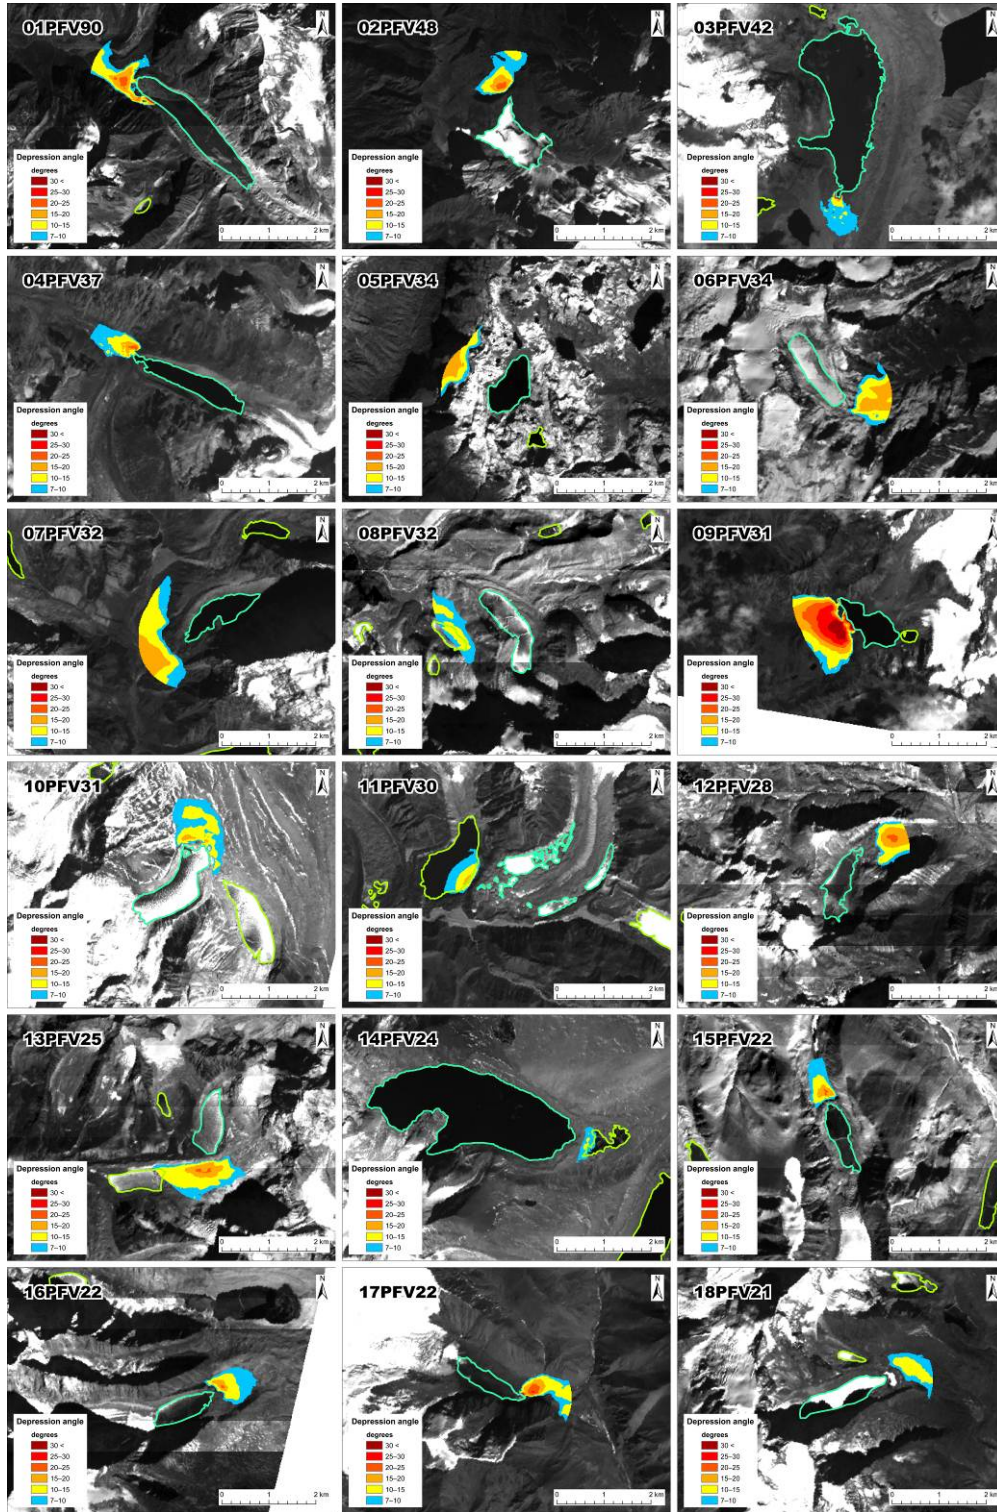 01PFV90
N
Depression angle
degrees
30 <
25–30
20–25
15–20
10–15
7–10
0 1 2 km
02PFV48
N
Depression angle
degrees
30 <
25–30
20–25
15–20
10–15
7–10
0 1 2 km
03PFV42
N
Depression angle
degrees
30 <
25–30
20–25
15–20
10–15
7–10
0 1 2 km
04PFV37
N
Depression angle
degrees
30 <
25–30
20–25
15–20
10–15
7–10
0 1 2 km
05PFV34
N
Depression angle
degrees
30 <
25–30
20–25
15–20
10–15
7–10
0 1 2 km
06PFV34
N
Depression angle
degrees
30 <
25–30
20–25
15–20
10–15
7–10
0 1 2 km
07PFV32
N
Depression angle
degrees
30 <
25–30
20–25
15–20
10–15
7–10
0 1 2 km
08PFV32
N
Depression angle
degrees
30 <
25–30
20–25
15–20
10–15
7–10
0 1 2 km
09PFV31
N
Depression angle
degrees
30 <
25–30
20–25
15–20
10–15
7–10
0 1 2 km
10PFV31
N
Depression angle
degrees
30 <
25–30
20–25
15–20
10–15
7–10
0 1 2 km
11PFV30
N
Depression angle
degrees
30 <
25–30
20–25
15–20
10–15
7–10
0 1 2 km
12PFV28
N
Depression angle
degrees
30 <
25–30
20–25
15–20
10–15
7–10
0 1 2 km
13PFV25
N
Depression angle
degrees
30 <
25–30
20–25
15–20
10–15
7–10
0 1 2 km
14PFV24
N
Depression angle
degrees
30 <
25–30
20–25
15–20
10–15
7–10
0 1 2 km
15PFV22
N
Depression angle
degrees
30 <
25–30
20–25
15–20
10–15
7–10
0 1 2 km
16PFV22
N
Depression angle
degrees
30 <
25–30
20–25
15–20
10–15
7–10
0 1 2 km
17PFV22
N
Depression angle
degrees
30 <
25–30
20–25
15–20
10–15
7–10
0 1 2 km
18PFV21
N
Depression angle
degrees
30 <
25–30
20–25
15–20
10–15
7–10
0 1 2 km